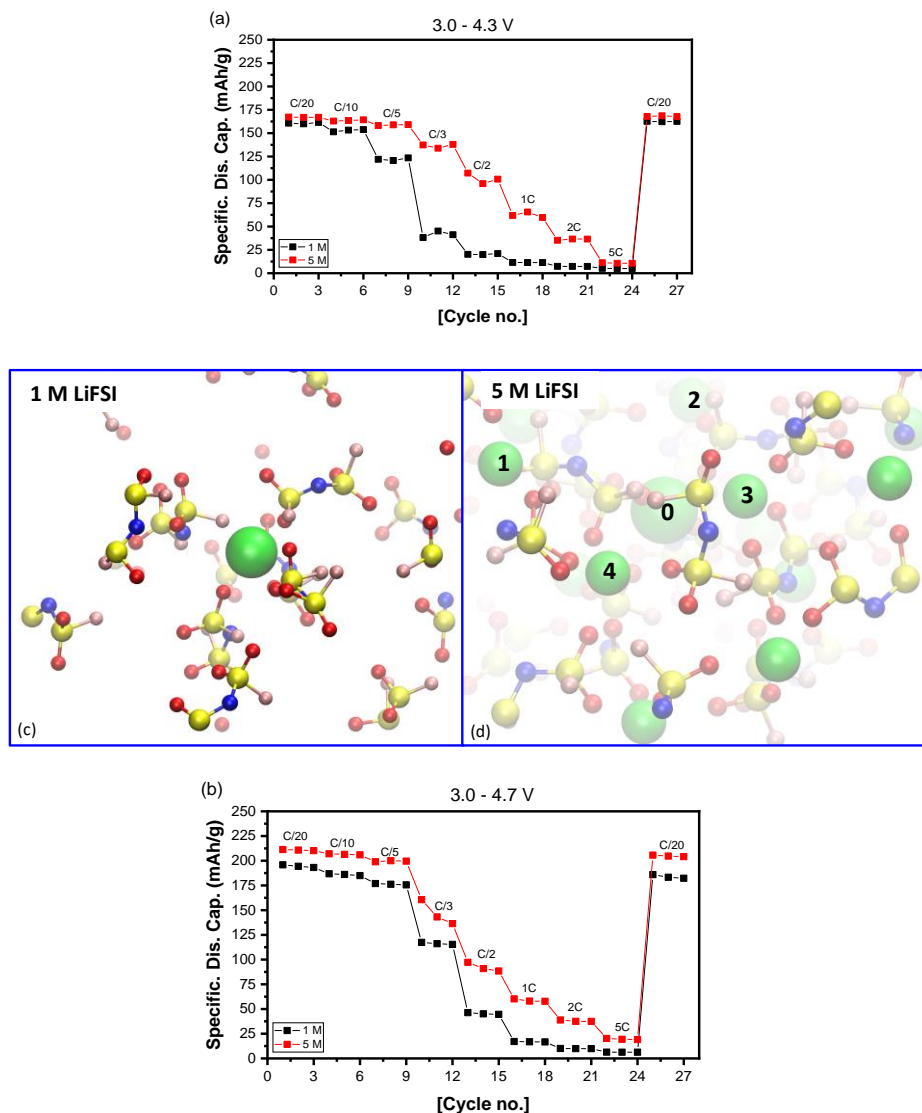 (a)
3.0 - 4.3 V
Specific. Dis. Cap. (mAh/g)
250
225
200
175
150
125
100
75
50
25
0
C/20
C/10
C/5
C/3
C/2
1C
2C
5C
C/20
1 M
5 M
0 3 6 9 12 15 18 21 24 27
[Cycle no.]
1 M LiFSI
(c)
5 M LiFSI
2
1
3
0
4
(d)
(b)
3.0 - 4.7 V
Specific. Dis. Cap. (mAh/g)
250
225
200
175
150
125
100
75
50
25
0
C/20
C/10
C/5
C/3
C/2
1C
2C
5C
C/20
1 M
5 M
0 3 6 9 12 15 18 21 24 27
[Cycle no.]